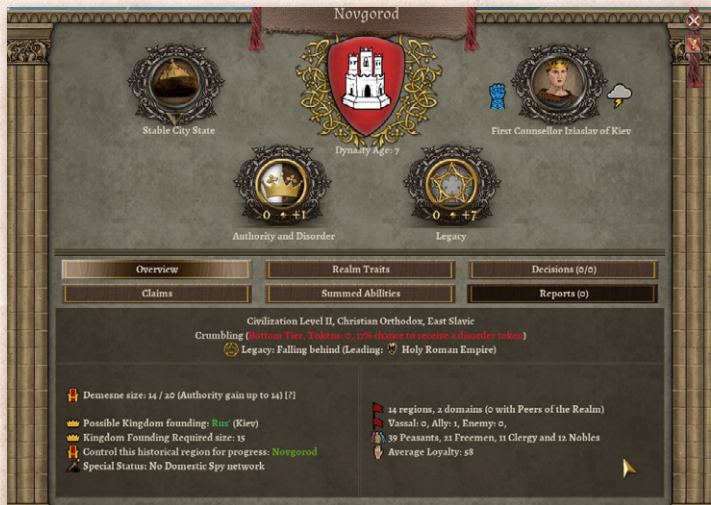 Novgorod
Stable City State
Dynasty Age: 7
First Counsellor Iziaslav of Kiev
0 +1
Authority and Disorder
0 +7
Legacy
Overview
Realm Traits
Decisions (0/0)
Claims
Summed Abilities
Reports (0)
Civilization Level II, Christian Orthodox, East Slavic
Crumbling (Bottom Tier, Tokens: 0, 17% chance to receive a disorder token)
Legacy: Falling behind (Leading: Holy Roman Empire)
Demesne size: 14 / 20 (Authority gain up to 14) [?]
Possible Kingdom founding: Rus' (Kiev)
Kingdom Founding Required size: 15
Control this historical region for progress: Novgorod
Special Status: No Domestic Spy network
14 regions, 2 domains (0 with Peers of the Realm)
Vassal: 0, Ally: 1, Enemy: 0,
39 Peasants, 21 Freemen, 11 Clergy and 12 Nobles
Average Loyalty: 58